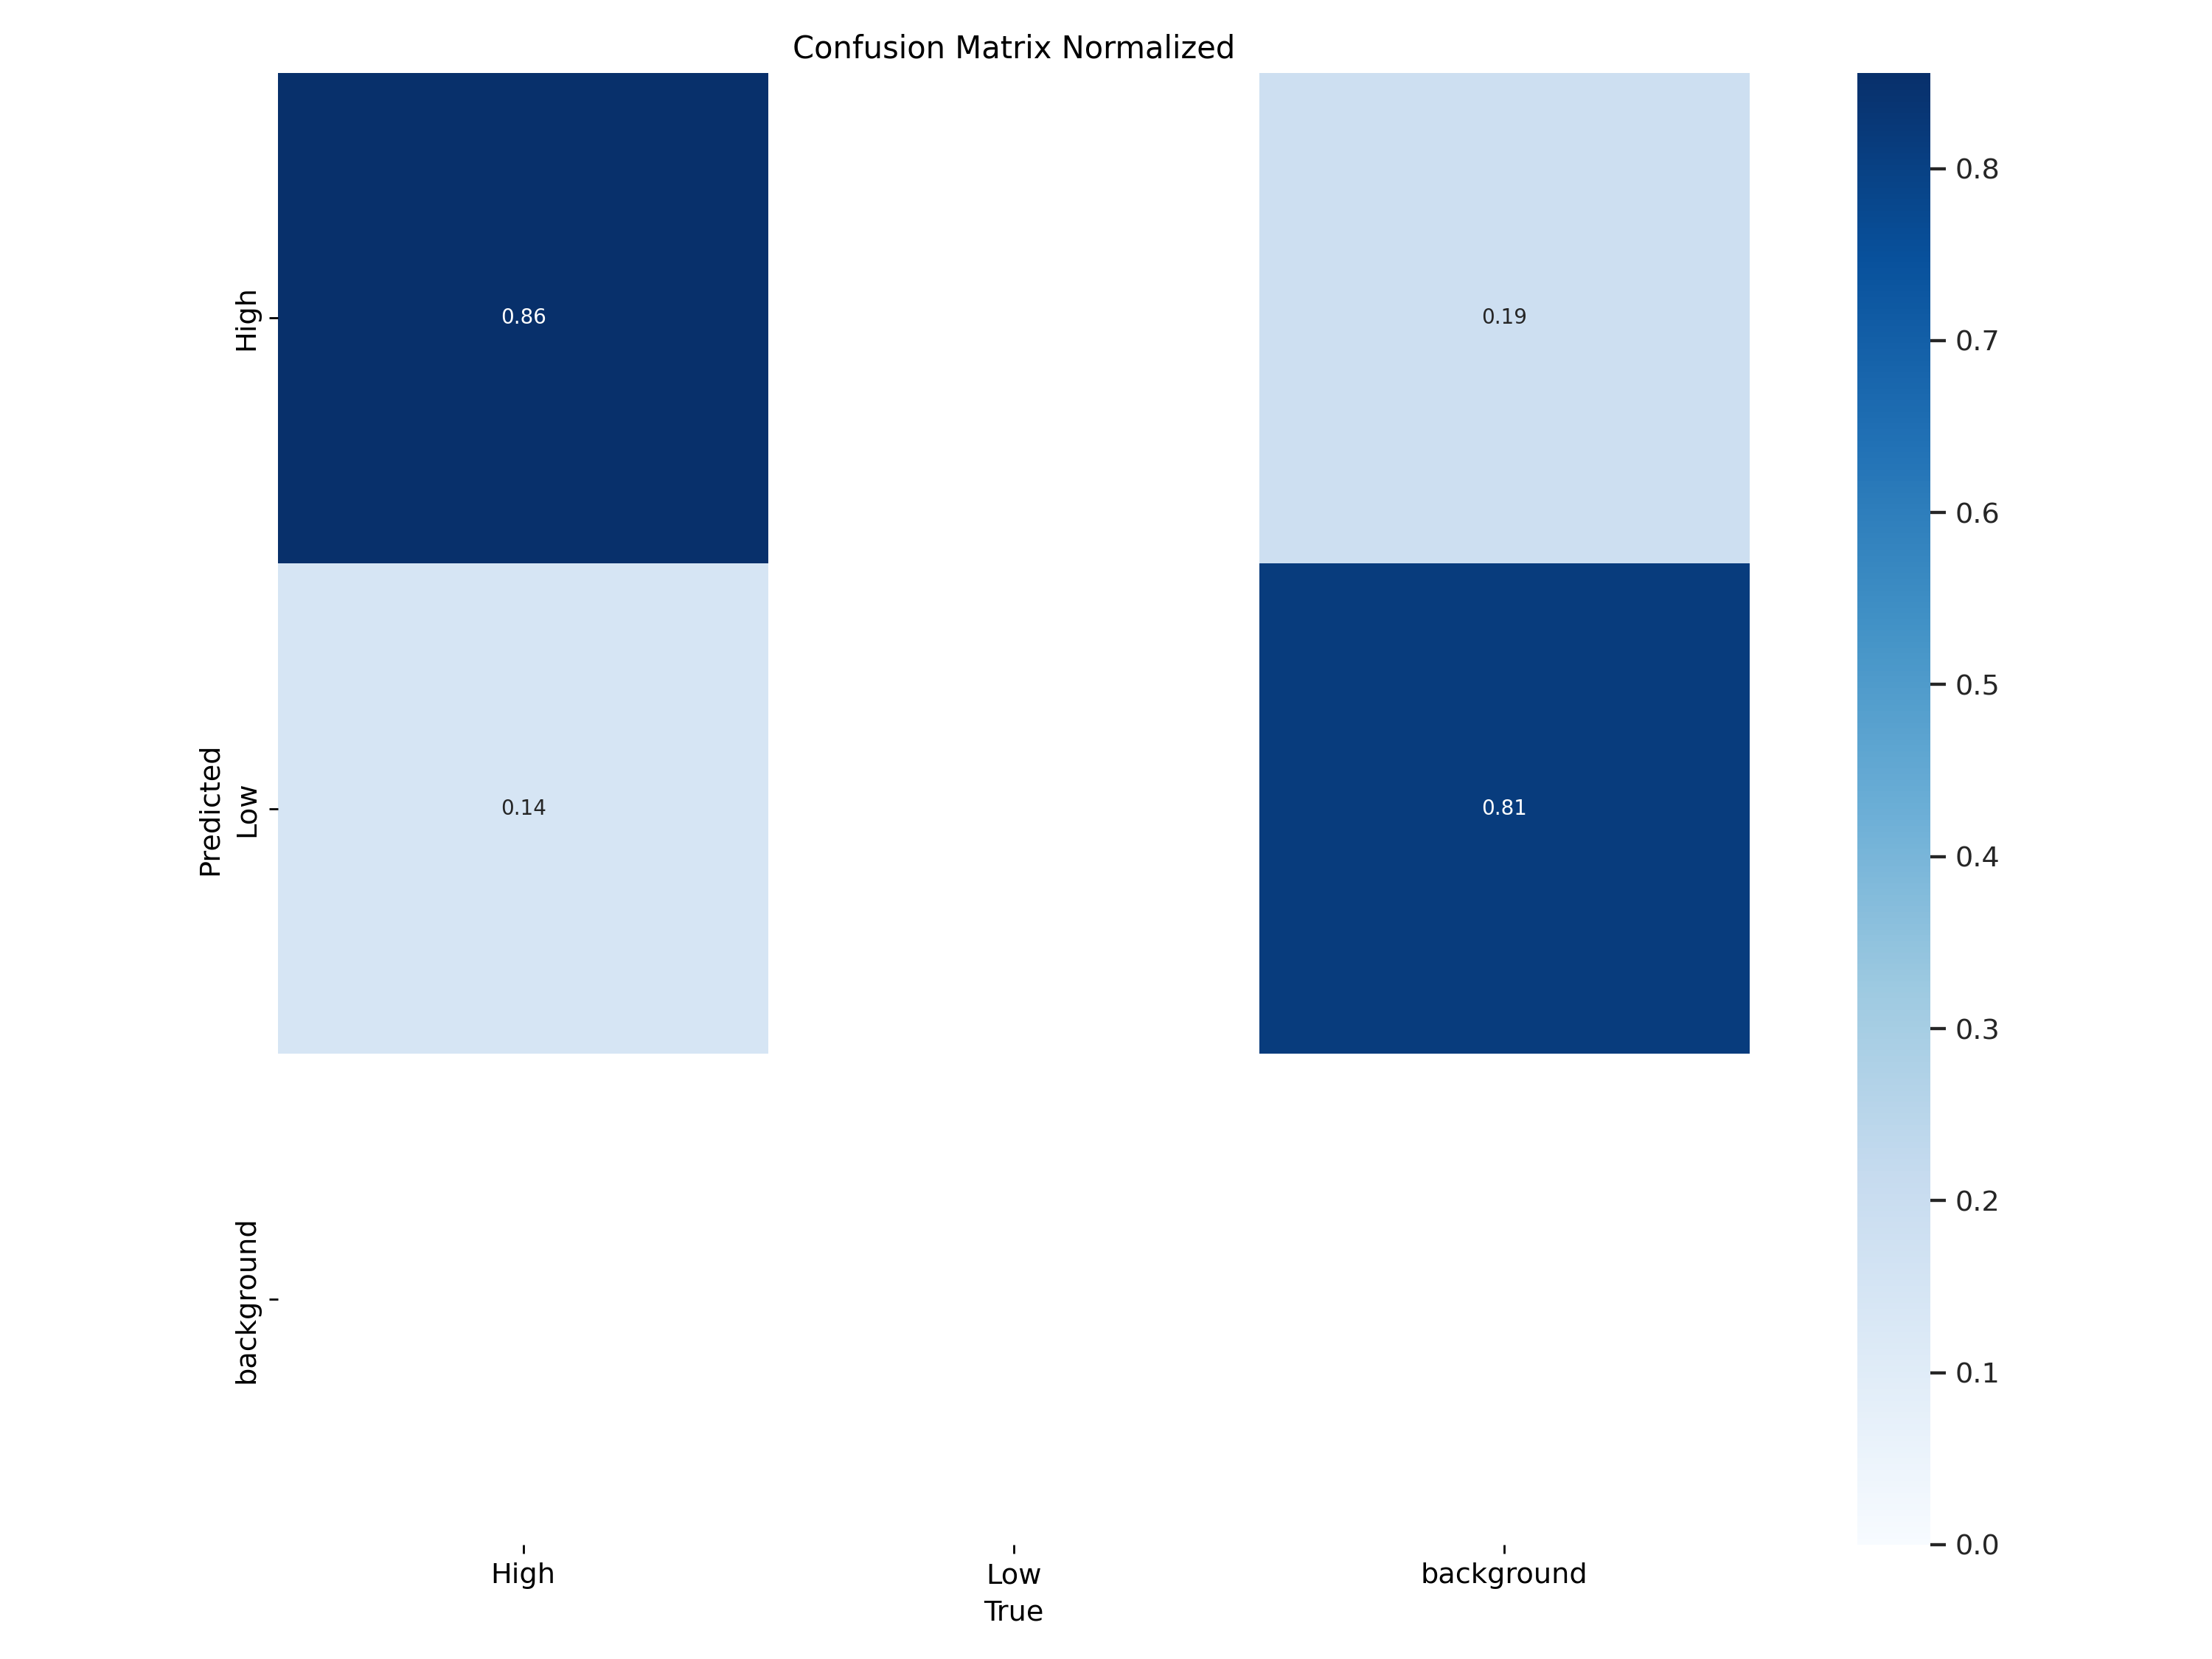 Confusion Matrix Normalized
High
0.86
0.19
Predicted
Low
0.14
0.81
background
High
Low
background
True
0.8
0.7
0.6
0.5
0.4
0.3
0.2
0.1
0.0